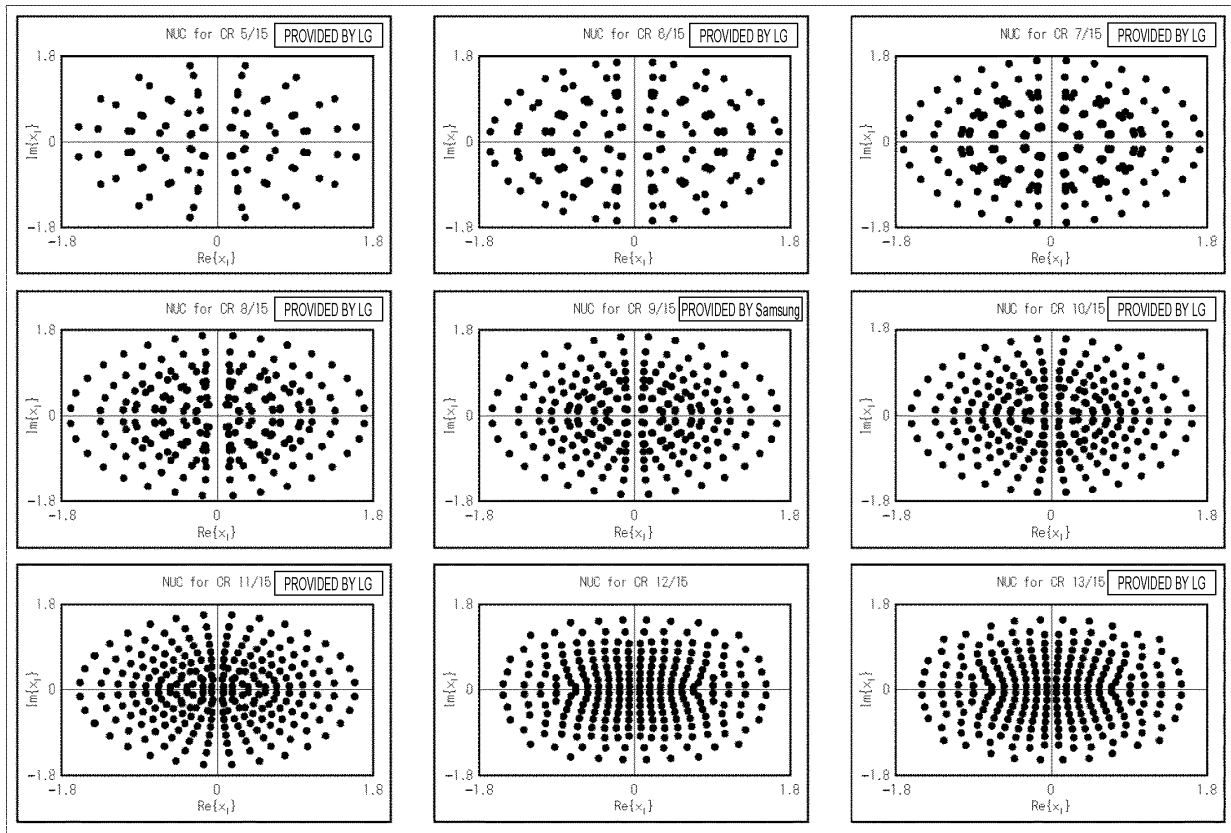 NUC for CR 5/15 PROVIDED BY LG
1.8
Im{x_l}
0
-1.8
-1.8 0 1.8
Re{x_l}
NUC for CR 6/15 PROVIDED BY LG
1.8
Im{x_l}
0
-1.8
-1.8 0 1.8
Re{x_l}
NUC for CR 7/15 PROVIDED BY LG
1.8
Im{x_l}
0
-1.8
-1.8 0 1.8
Re{x_l}
NUC for CR 8/15 PROVIDED BY LG
1.8
Im{x_l}
0
-1.8
-1.8 0 1.8
Re{x_l}
NUC for CR 9/15 PROVIDED BY Samsung
1.8
Im{x_l}
0
-1.8
-1.8 0 1.8
Re{x_l}
NUC for CR 10/15 PROVIDED BY LG
1.8
Im{x_l}
0
-1.8
-1.8 0 1.8
Re{x_l}
NUC for CR 11/15 PROVIDED BY LG
1.8
Im{x_l}
0
-1.8
-1.8 0 1.8
Re{x_l}
NUC for CR 12/15
1.8
Im{x_l}
0
-1.8
-1.8 0 1.8
Re{x_l}
NUC for CR 13/15 PROVIDED BY LG
1.8
Im{x_l}
0
-1.8
-1.8 0 1.8
Re{x_l}